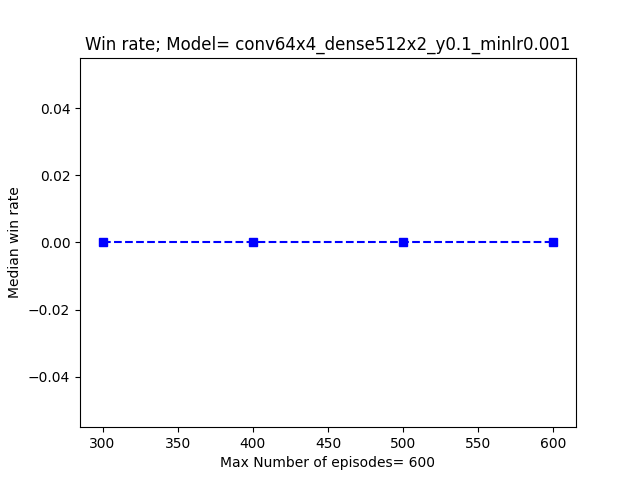 Win rate; Model= conv64x4_dense512x2_y0.1_minlr0.001
Median win rate
0.04
0.02
0.00
−0.02
−0.04
300 350 400 450 500 550 600
Max Number of episodes= 600